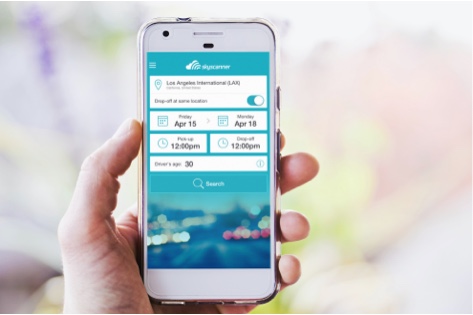 skyscanner
Los Angeles International (LAX)
Drop off at same location
Friday
Apr 15
Monday
Apr 18
Pick-up
12:00pm
Drop-off
12:00pm
Driver's age: 30
Search